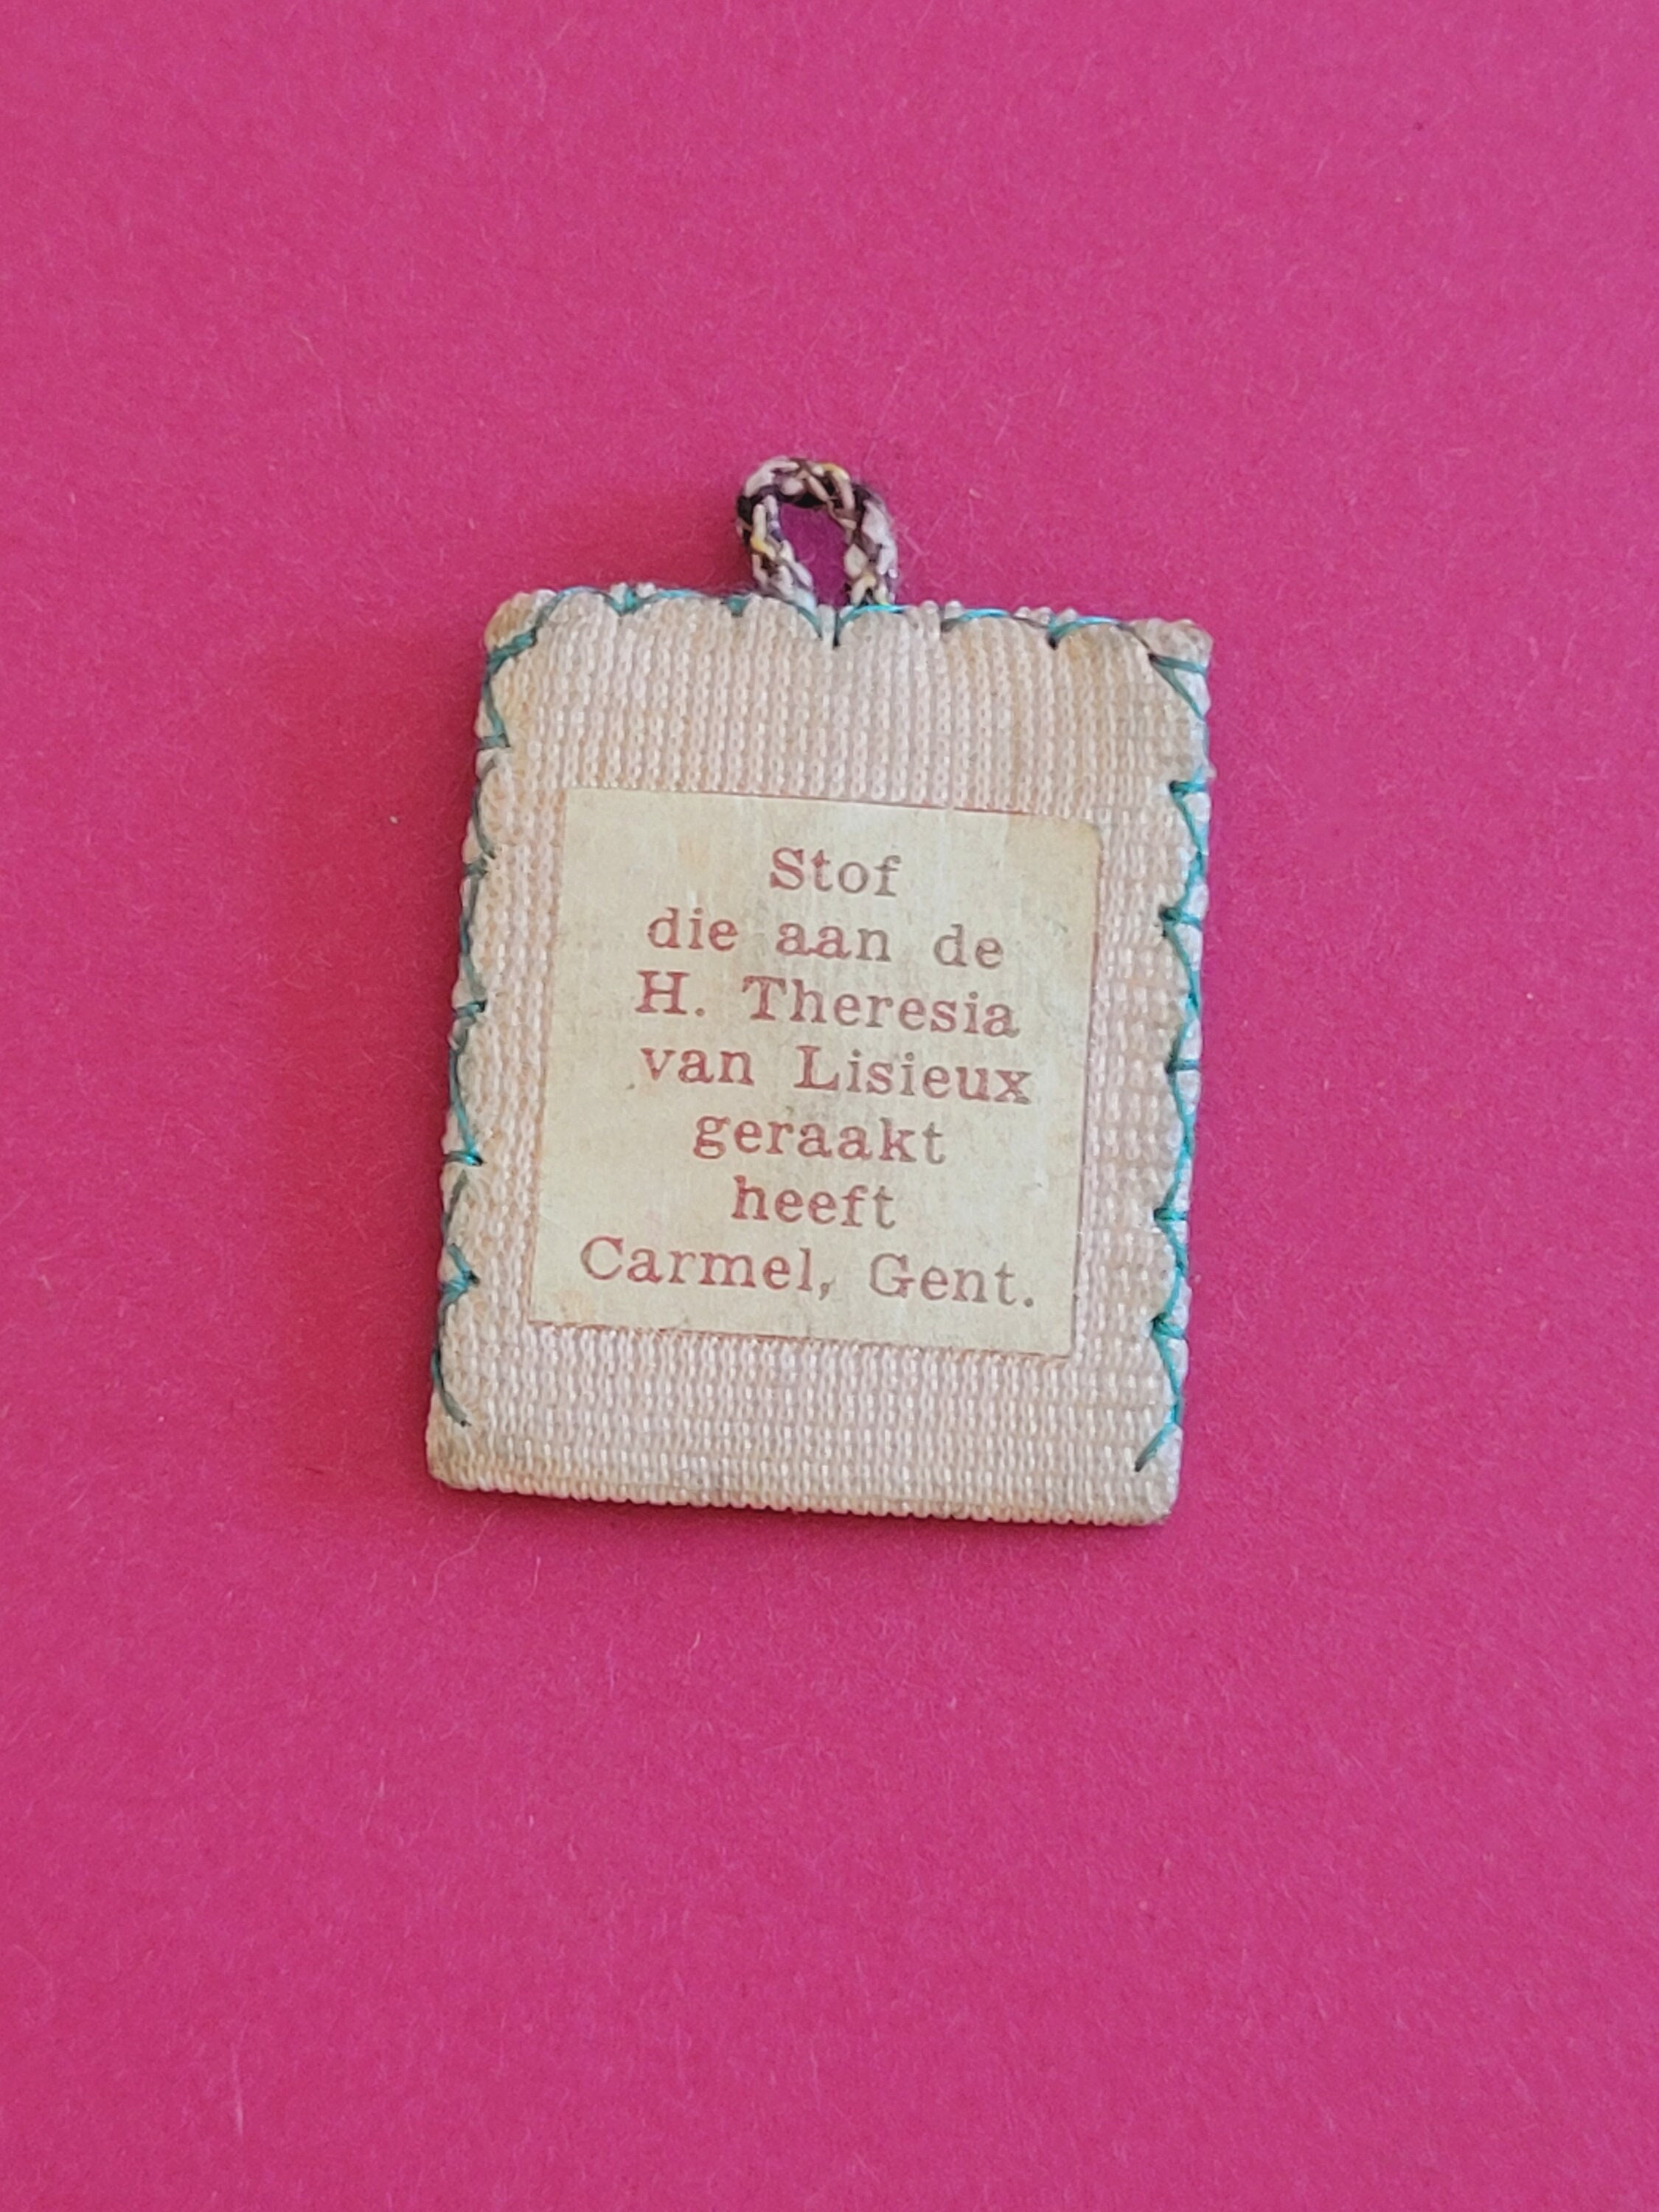 Stof
die aan de
H. Theresia
van Lisieux
geraakt
heeft
Carmel, Gent.